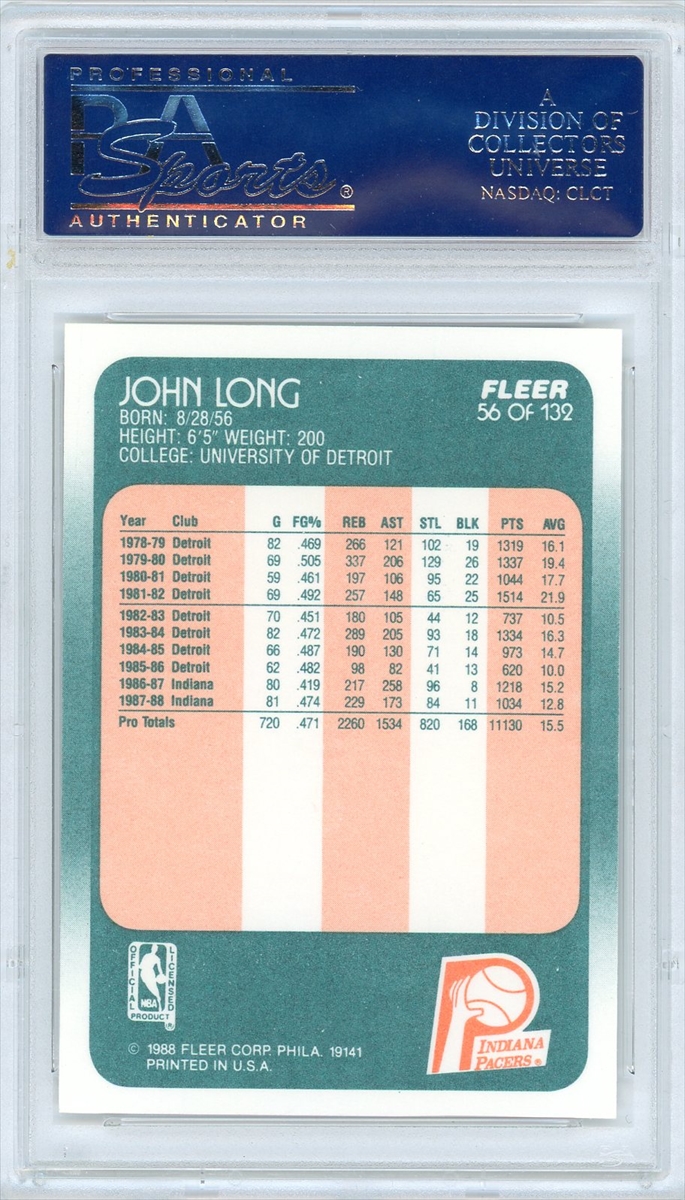 PROFESSIONAL
PSA
Sports®
AUTHENTICATOR
A
DIVISION OF
COLLECTORS
UNIVERSE
NASDAQ: CLCT
JOHN LONG
BORN: 8/28/56
HEIGHT: 6'5" WEIGHT: 200
COLLEGE: UNIVERSITY OF DETROIT
FLEER
56 OF 132
Year Club G FG% REB AST STL BLK PTS AVG
1978-79 Detroit 82 .469 266 121 102 19 1319 16.1
1979-80 Detroit 69 .505 337 206 129 26 1337 19.4
1980-81 Detroit 59 .461 197 106 95 22 1044 17.7
1981-82 Detroit 69 .492 257 148 65 25 1514 21.9
1982-83 Detroit 70 .451 180 105 44 12 737 10.5
1983-84 Detroit 82 .472 289 205 93 18 1334 16.3
1984-85 Detroit 66 .487 190 130 71 14 973 14.7
1985-86 Detroit 62 .482 98 82 41 13 620 10.0
1986-87 Indiana 80 .419 217 258 96 8 1218 15.2
1987-88 Indiana 81 .474 229 173 84 11 1034 12.8
Pro Totals 720 .471 2260 1534 820 168 11130 15.5
OFFICIAL
LICENSED
NBA
PRODUCT ®
INDIANA
PACERS ®
© 1988 FLEER CORP. PHILA. 19141
PRINTED IN U.S.A.